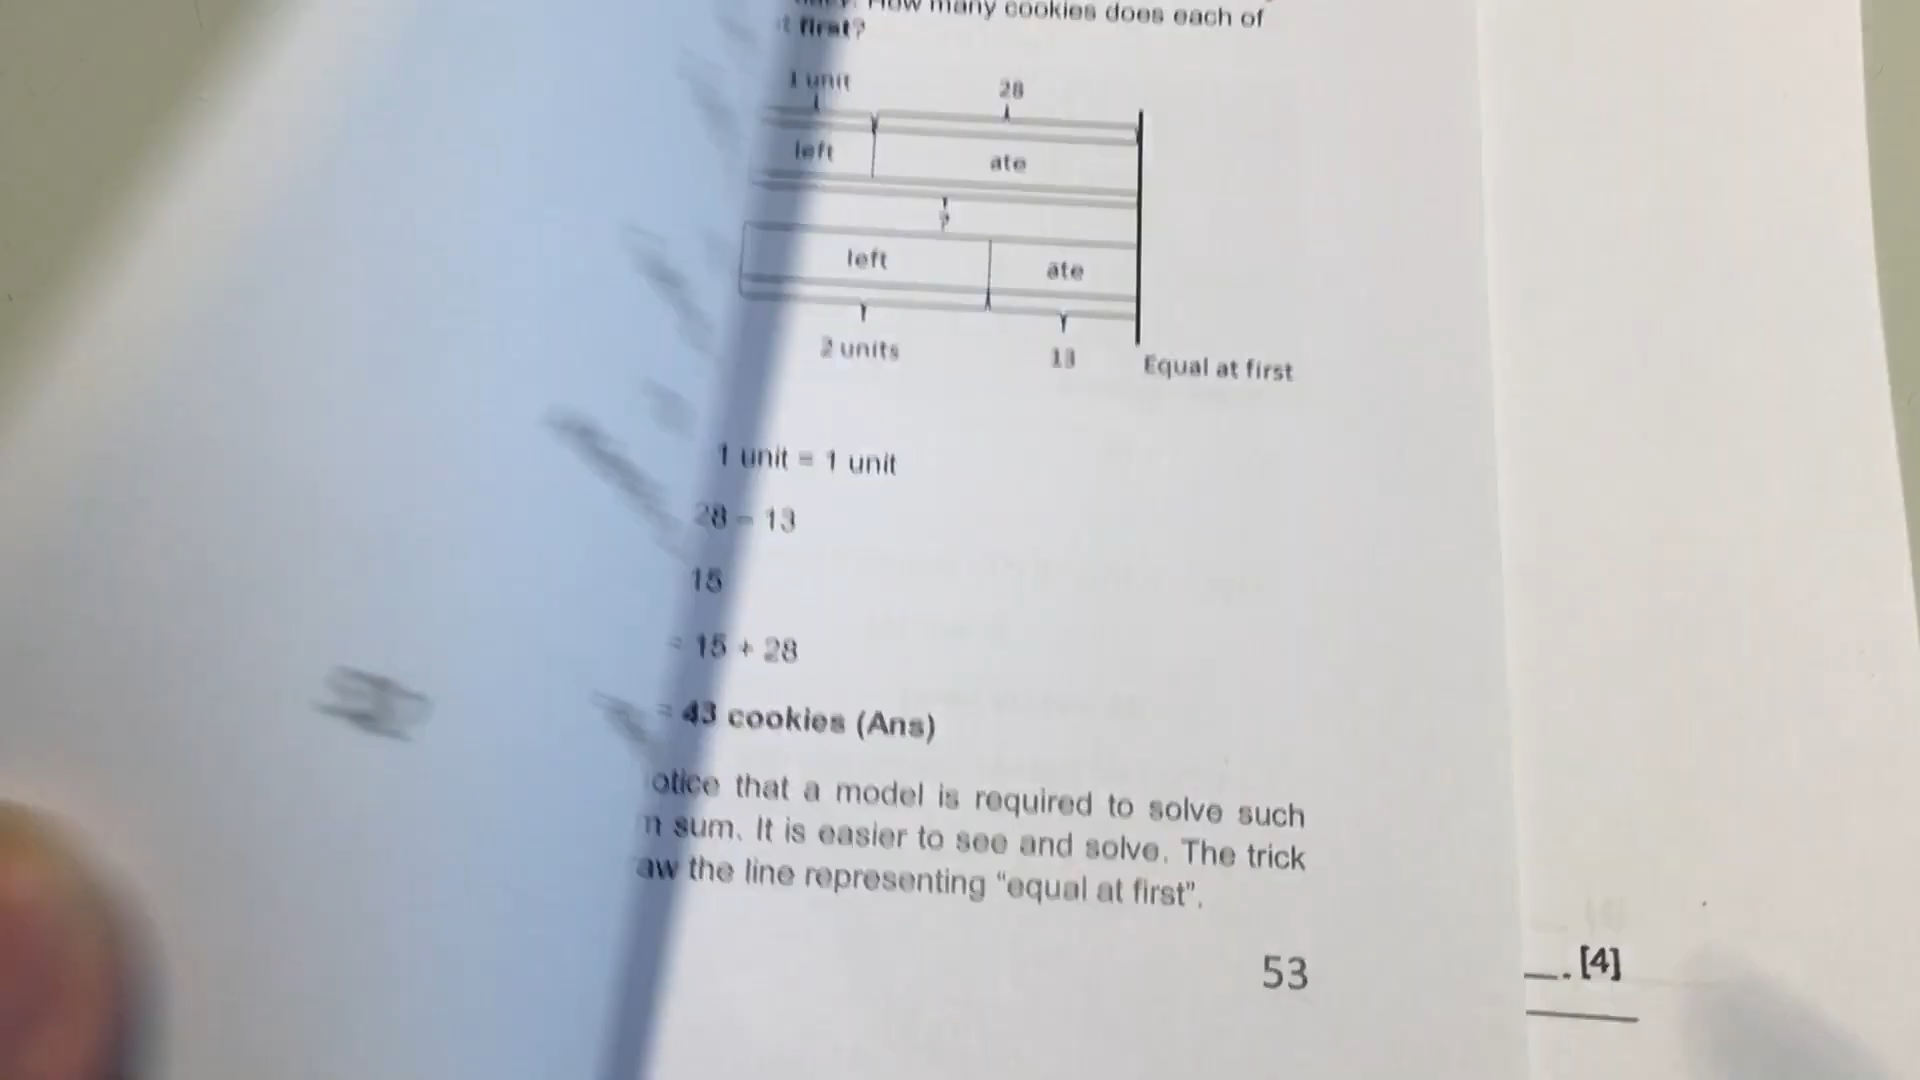 How many cookies does each of
first?
1 unit 28
left ate
?
left ate
2 units 13 Equal at first
1 unit = 1 unit
28 – 13
15
= 15 + 28
= 43 cookies (Ans)
otice that a model is required to solve such
n sum. It is easier to see and solve. The trick
aw the line representing “equal at first”.
53
__. [4]